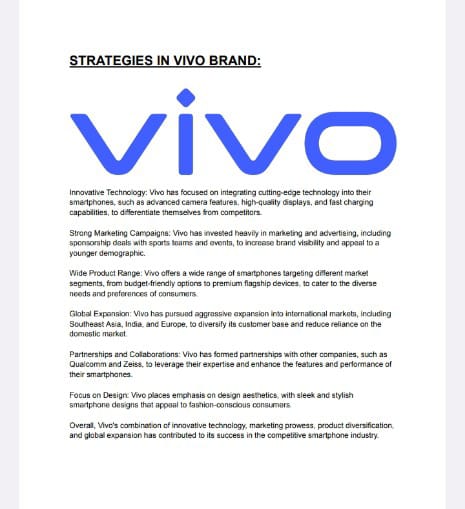 STRATEGIES IN VIVO BRAND:
vivo
Innovative Technology: Vivo has focused on integrating cutting-edge technology into their
smartphones, such as advanced camera features, high-quality displays, and fast charging
capabilities, to differentiate themselves from competitors.
Strong Marketing Campaigns: Vivo has invested heavily in marketing and advertising, including
sponsorship deals with sports teams and events, to increase brand visibility and appeal to a
younger demographic.
Wide Product Range: Vivo offers a wide range of smartphones targeting different market
segments, from budget-friendly options to premium flagship devices, to cater to the diverse
needs and preferences of consumers.
Global Expansion: Vivo has pursued aggressive expansion into international markets, including
Southeast Asia, India, and Europe, to diversify its customer base and reduce reliance on the
domestic market.
Partnerships and Collaborations: Vivo has formed partnerships with other companies, such as
Qualcomm and Zeiss, to leverage their expertise and enhance the features and performance of
their smartphones.
Focus on Design: Vivo places emphasis on design aesthetics, with sleek and stylish
smartphone designs that appeal to fashion-conscious consumers.
Overall, Vivo's combination of innovative technology, marketing prowess, product diversification,
and global expansion has contributed to its success in the competitive smartphone industry.